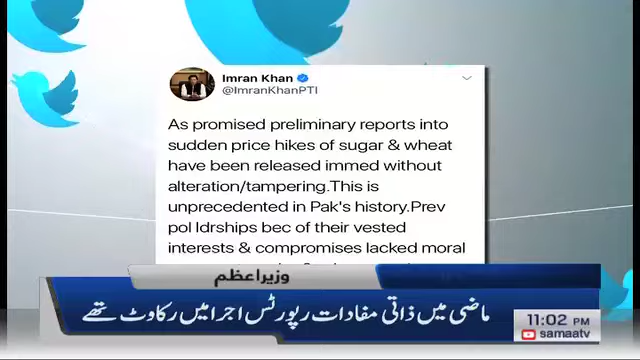 Imran Khan
@ImranKhanPTI
As promised preliminary reports into
sudden price hikes of sugar & wheat
have been released immed without
alteration/tampering.This is
unprecedented in Pak's history.Prev
pol ldrships bec of their vested
interests & compromises lacked moral
وزیراعظم
ماضی میں ذاتی مفادات رپورٹس اجرا میں رکاوٹ تھے
11:02 PM
samaatv